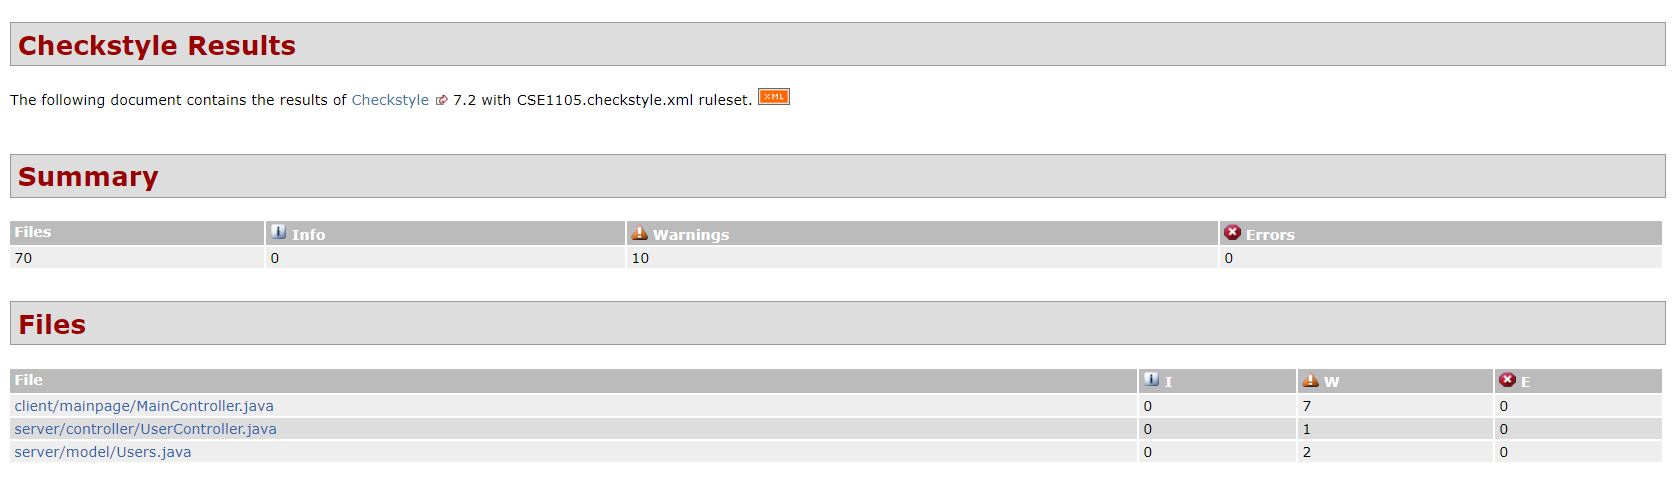 Checkstyle Results
The following document contains the results of Checkstyle 7.2 with CSE1105.checkstyle.xml ruleset. XML
Summary
Files Info Warnings Errors
70 0 10 0
Files
File I W E
client/mainpage/MainController.java 0 7 0
server/controller/UserController.java 0 1 0
server/model/Users.java 0 2 0